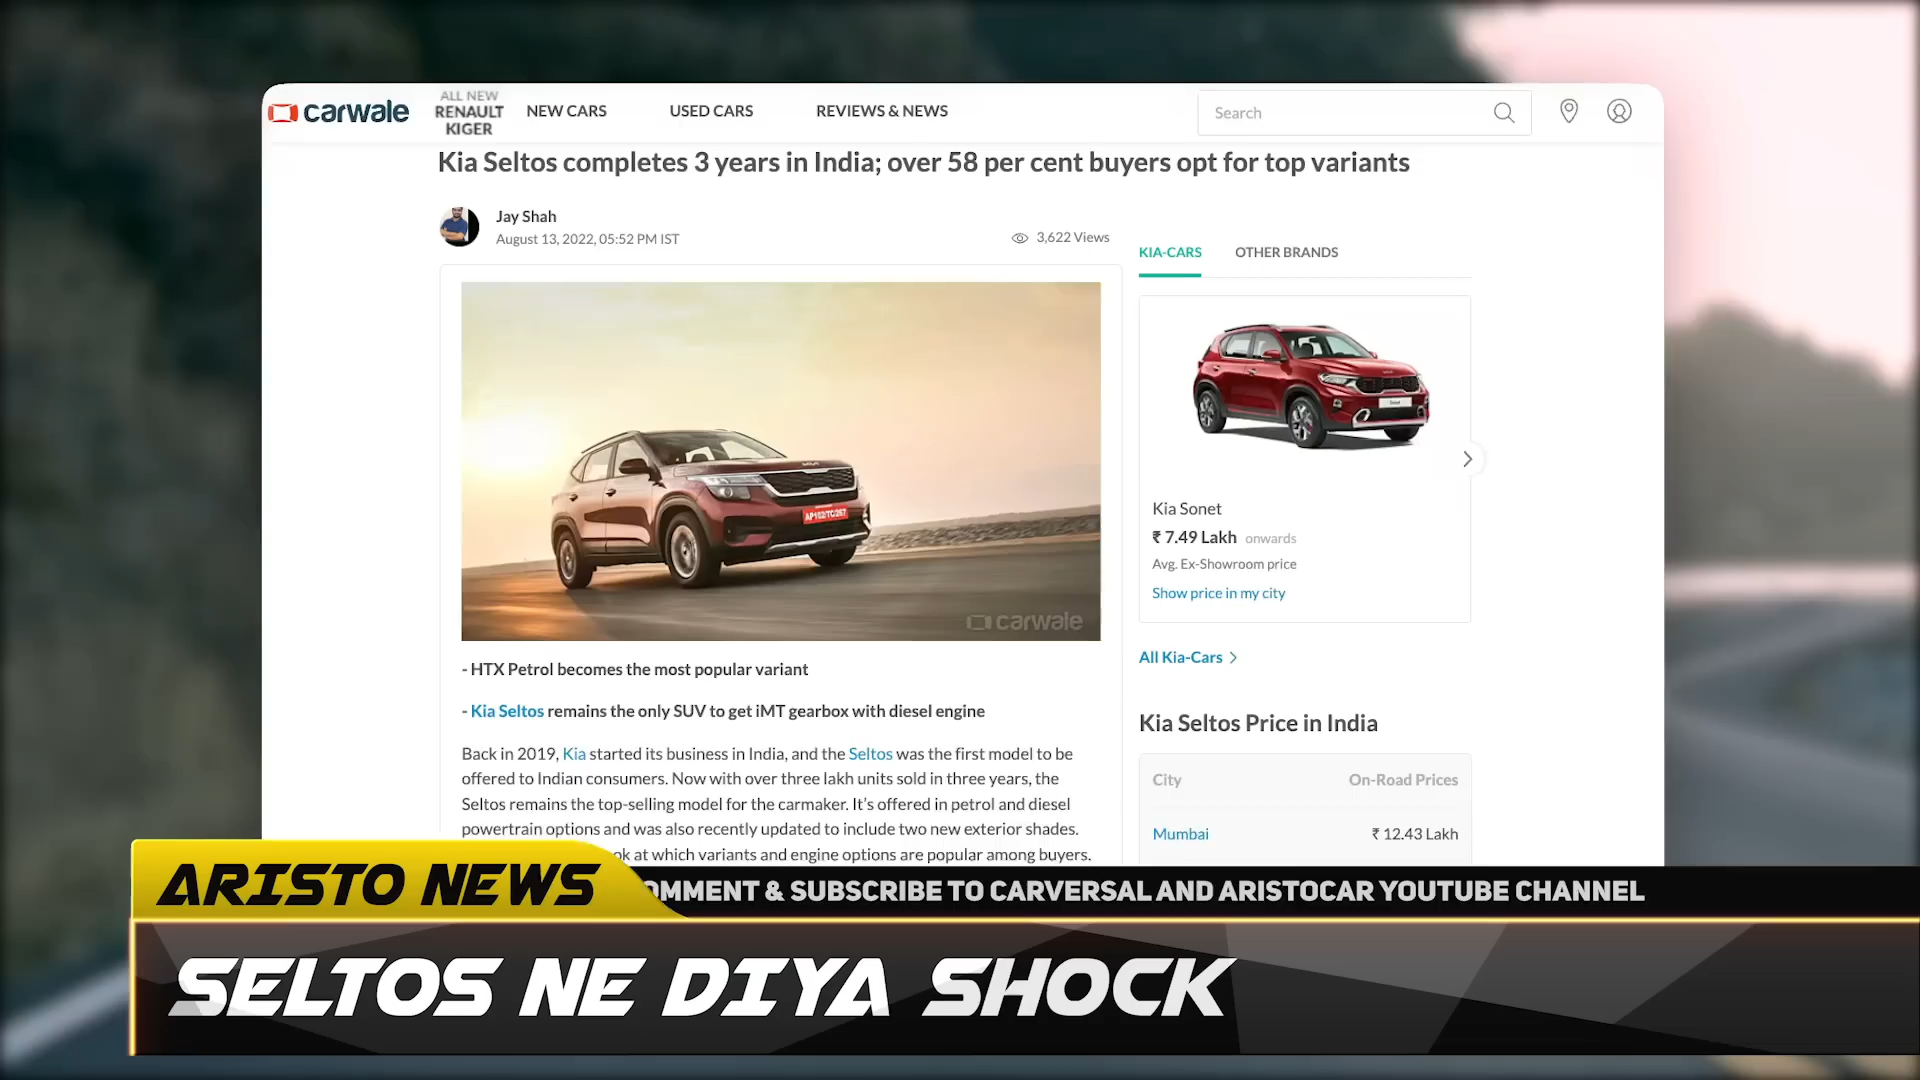 carwale
ALL NEW
RENAULT
KIGER
NEW CARS
USED CARS
REVIEWS & NEWS
Search
Kia Seltos completes 3 years in India; over 58 per cent buyers opt for top variants
Jay Shah
August 13, 2022, 05:52 PM IST
3,622 Views
KIA-CARS
OTHER BRANDS
AP16Z/TC/267
carwale
Kia Sonet
₹ 7.49 Lakh onwards
Avg. Ex-Showroom price
Show price in my city
All Kia-Cars
- HTX Petrol becomes the most popular variant
- Kia Seltos remains the only SUV to get iMT gearbox with diesel engine
Back in 2019, Kia started its business in India, and the Seltos was the first model to be
offered to Indian consumers. Now with over three lakh units sold in three years, the
Seltos remains the top-selling model for the carmaker. It's offered in petrol and diesel
powertrain options and was also recently updated to include two new exterior shades.
at which variants and engine options are popular among buyers.
Kia Seltos Price in India
City
On-Road Prices
Mumbai
₹ 12.43 Lakh
ARISTO NEWS
OMMENT & SUBSCRIBE TO CARVERSAL AND ARISTOCAR YOUTUBE CHANNEL
SELTOS NE DIYA SHOCK